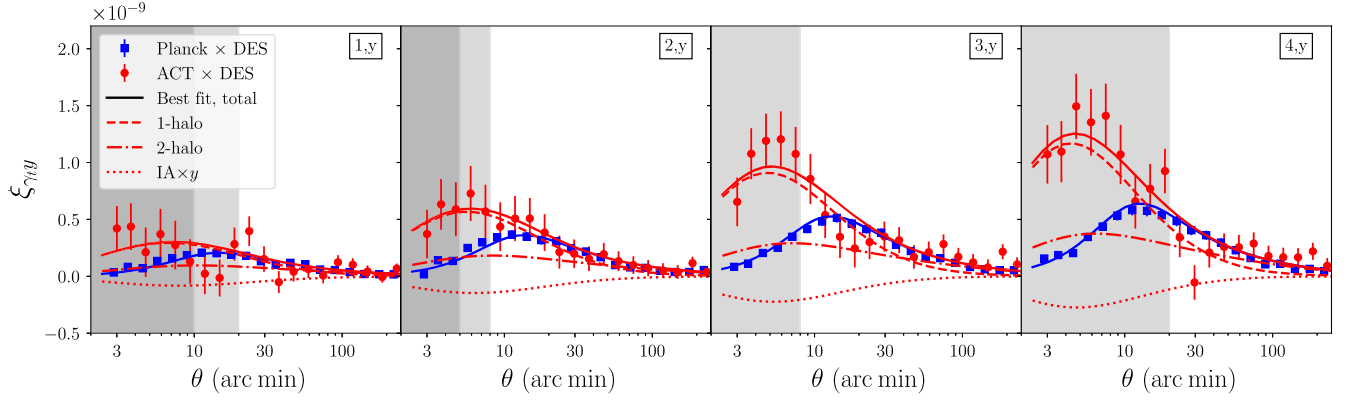 ×10⁻⁹
2.0
1.5
1.0
0.5
0.0
−0.5
ξγₜy
Planck × DES
ACT × DES
Best fit, total
1-halo
2-halo
IA×y
1,y
2,y
3,y
4,y
3 10 30 100
3 10 30 100
3 10 30 100
3 10 30 100
θ (arc min)
θ (arc min)
θ (arc min)
θ (arc min)